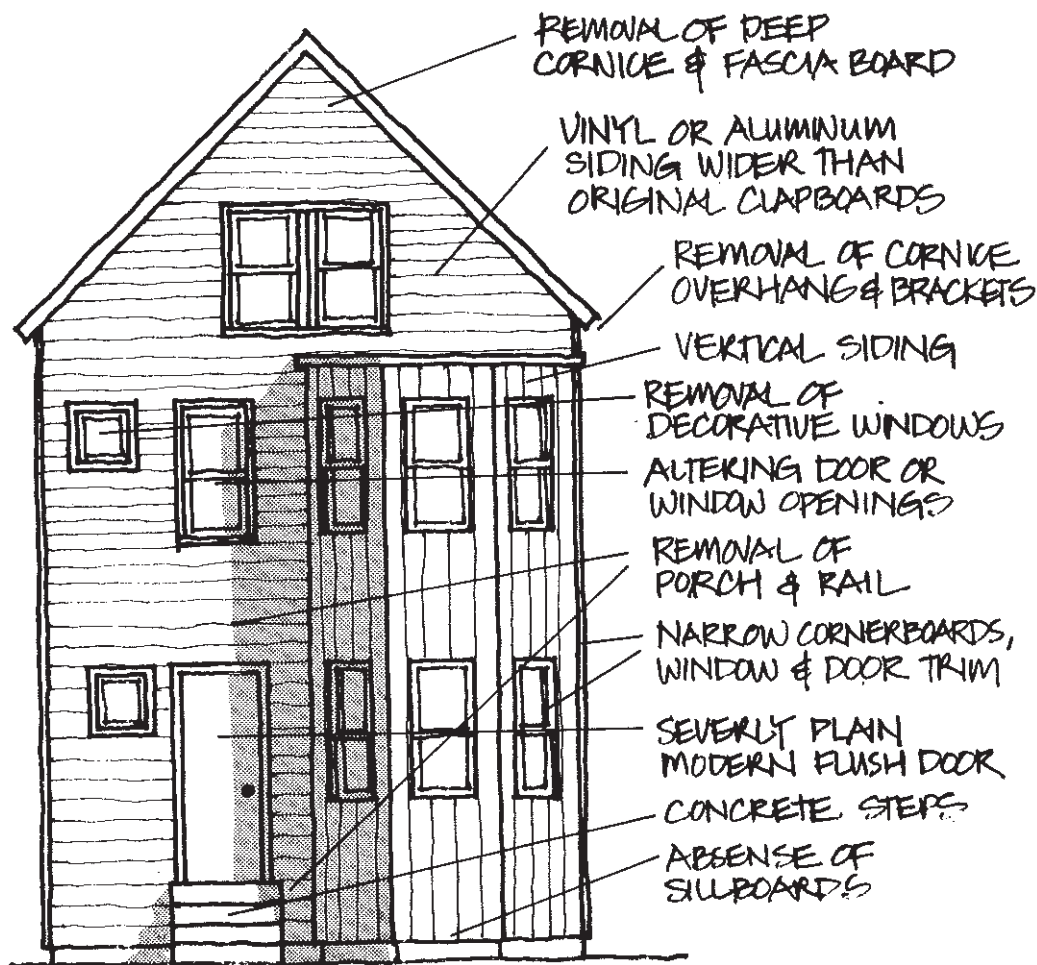 REMOVAL OF DEEP
CORNICE & FASCIA BOARD
VINYL OR ALUMINUM
SIDING WIDER THAN
ORIGINAL CLAPBOARDS
REMOVAL OF CORNICE
OVERHANG & BRACKETS
VERTICAL SIDING
REMOVAL OF
DECORATIVE WINDOWS
ALTERING DOOR OR
WINDOW OPENINGS
REMOVAL OF
PORCH & RAIL
NARROW CORNERBOARDS,
WINDOW & DOOR TRIM
SEVERLY PLAIN
MODERN FLUSH DOOR
CONCRETE STEPS
ABSENSE OF
SILLBOARDS